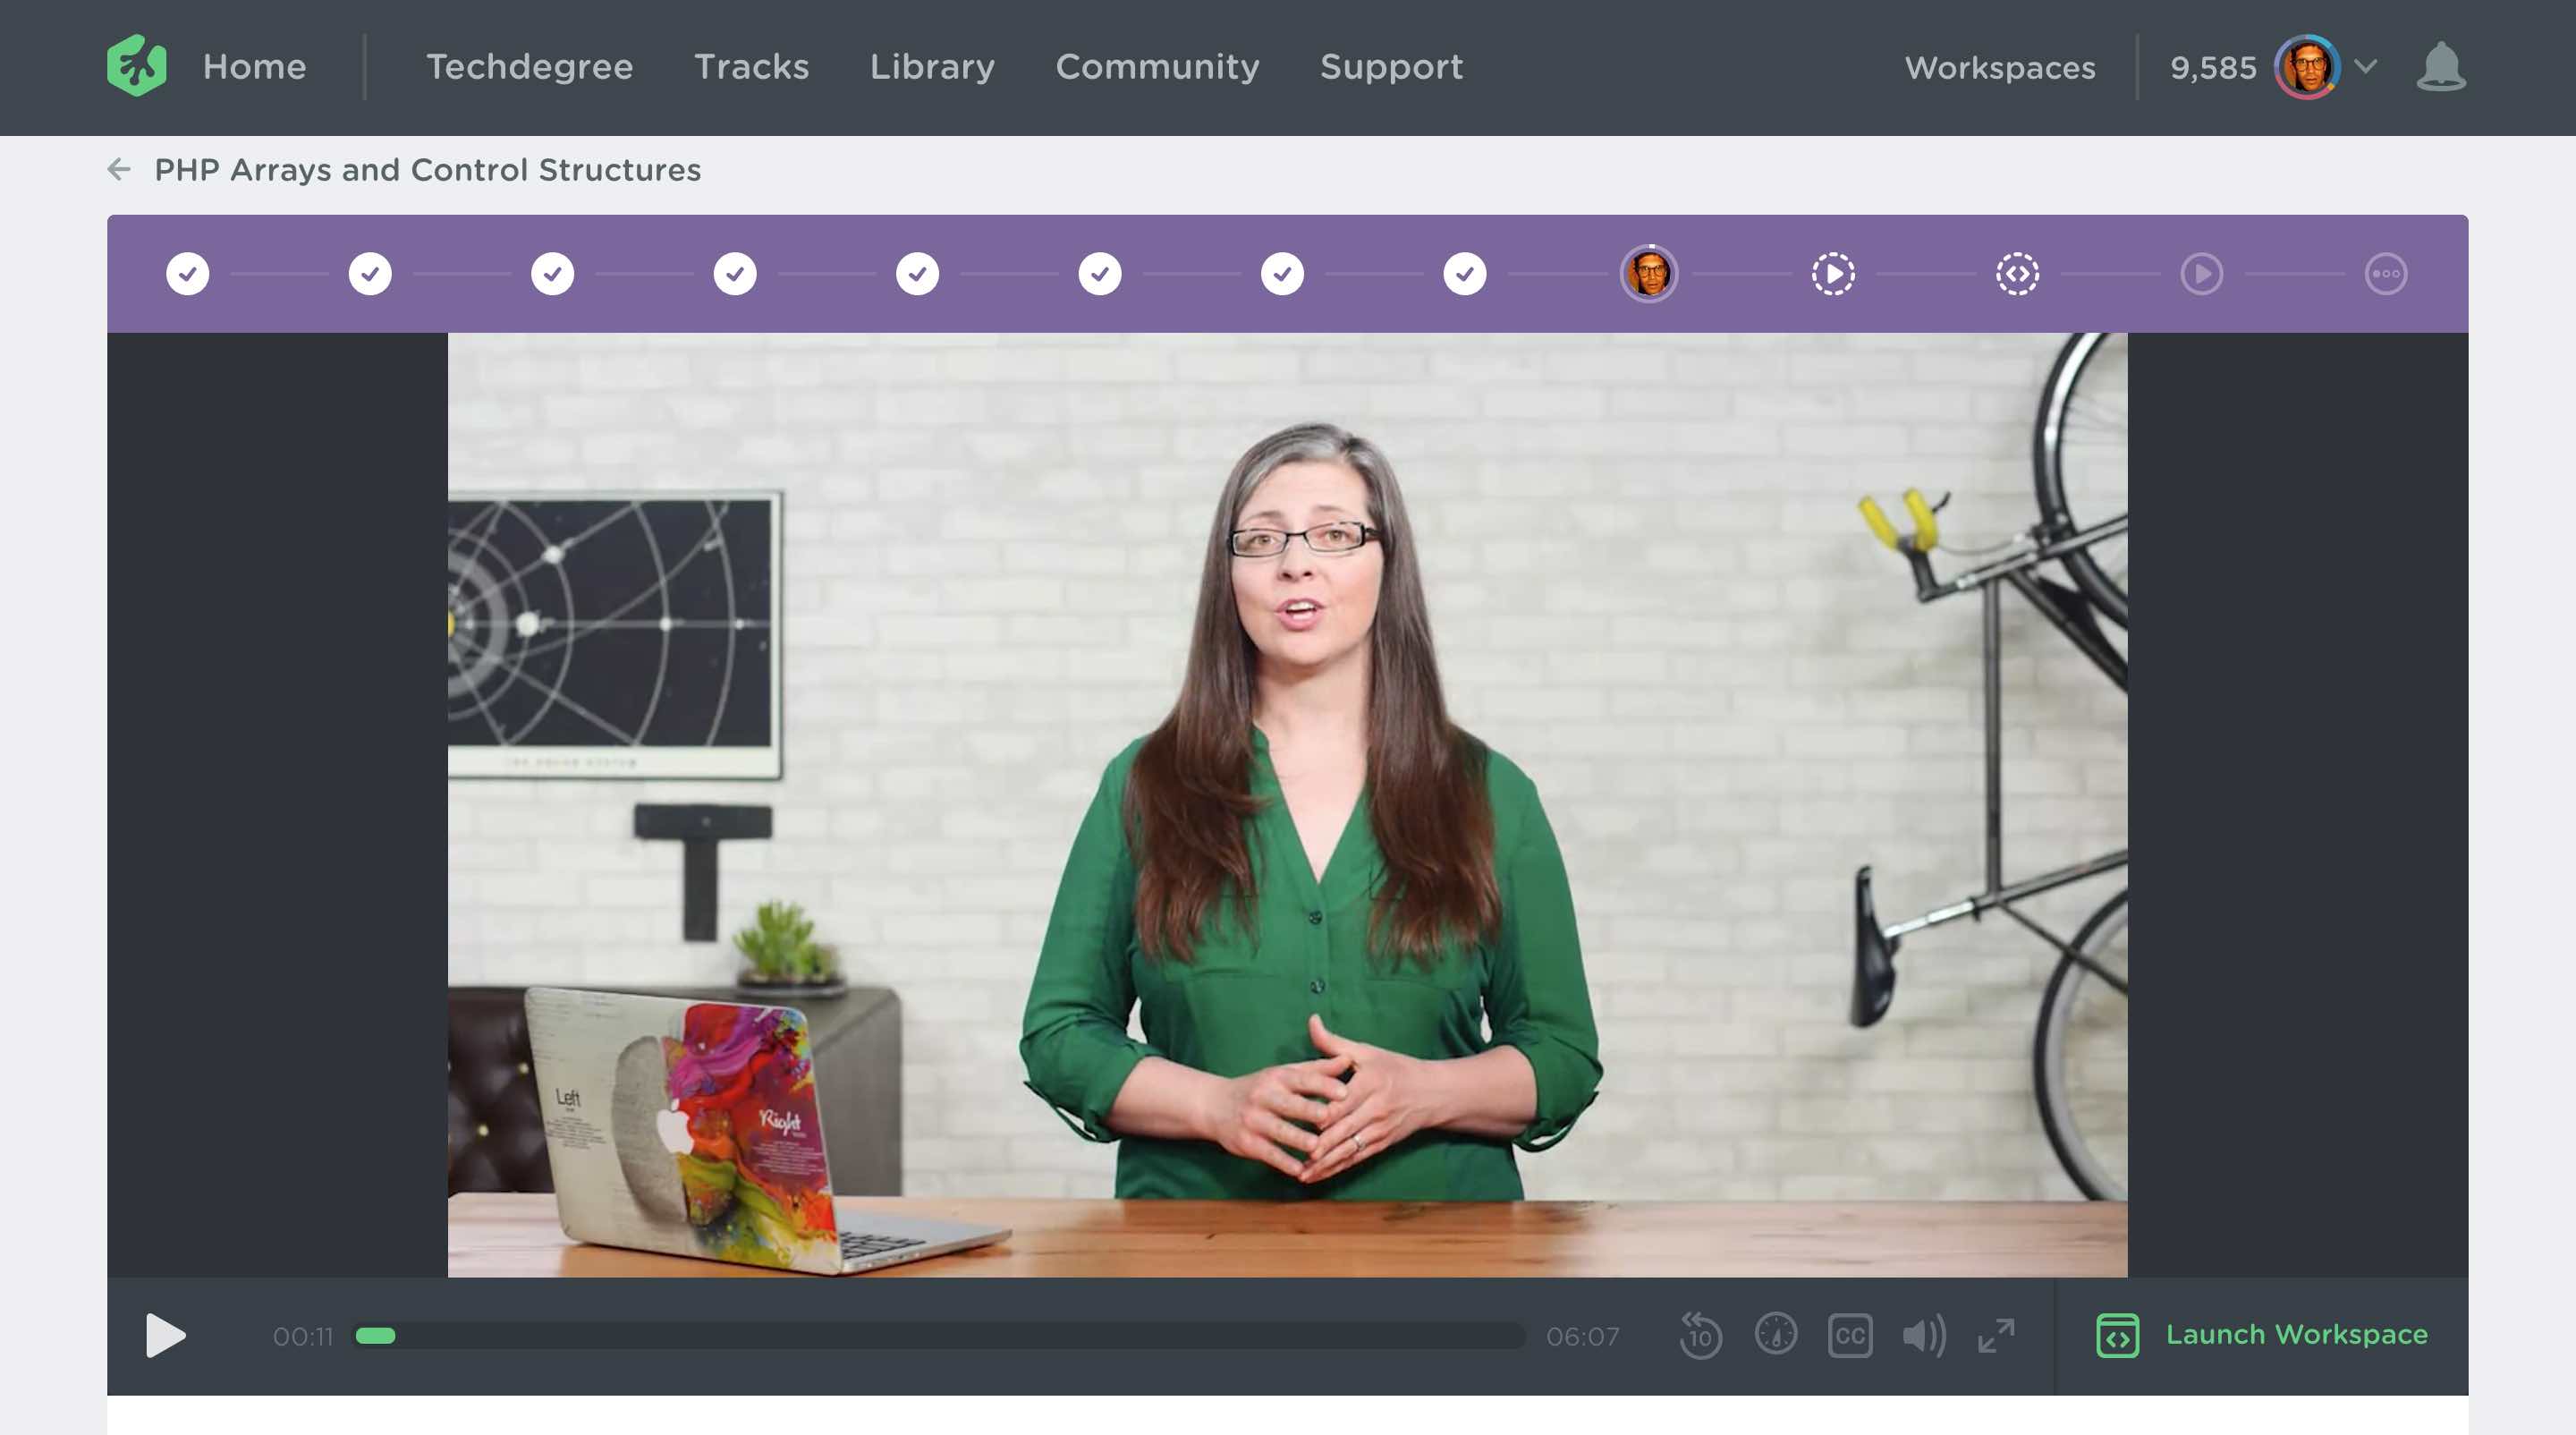 Home Techdegree Tracks Library Community Support Workspaces 9,585
PHP Arrays and Control Structures
Left
Right
00:11 06:07 10 CC Launch Workspace